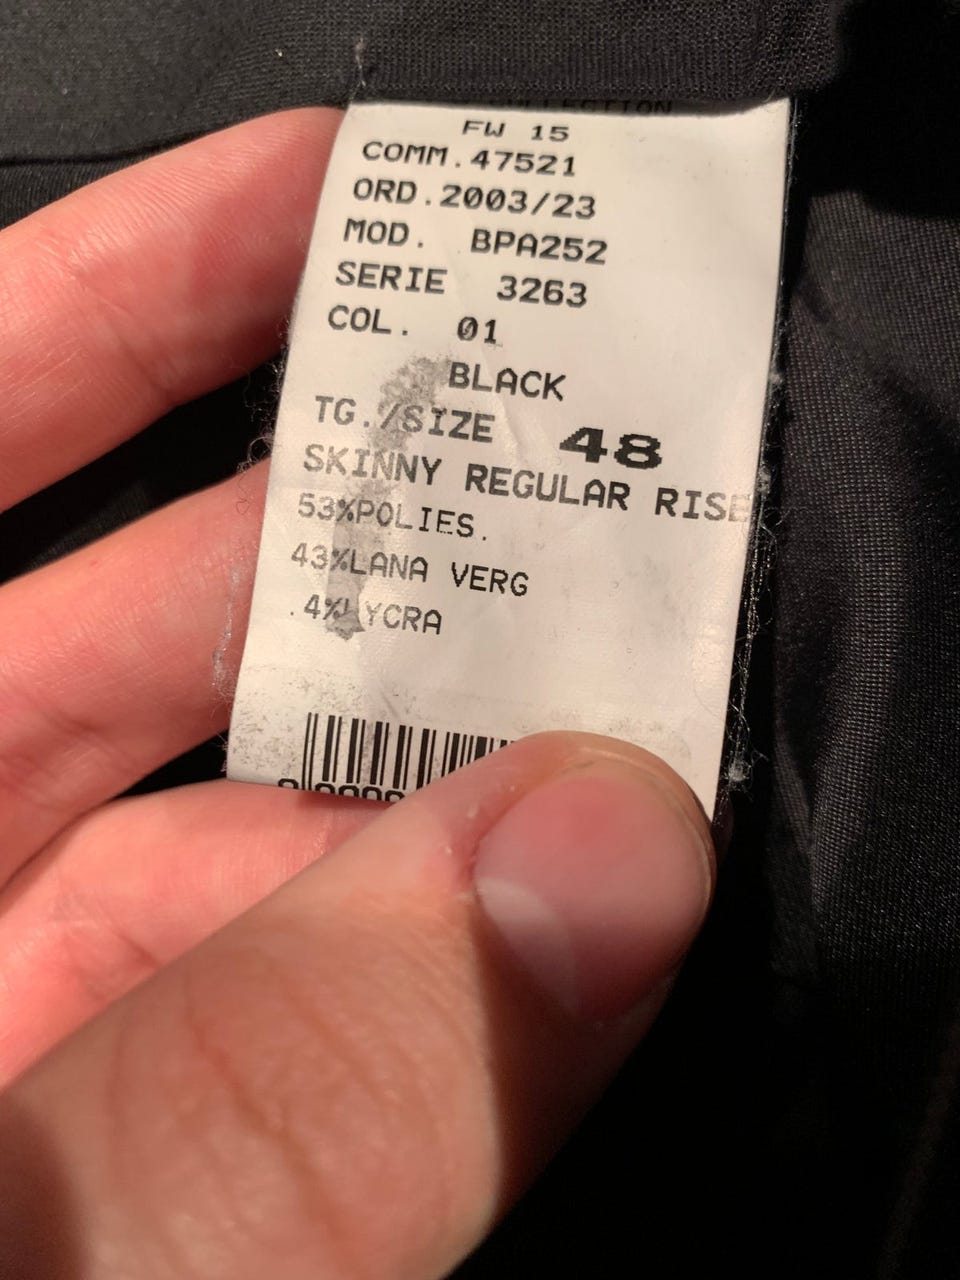 COLLECTION
FW 15
COMM.47521
ORD.2003/23
MOD. BPA252
SERIE 3263
COL. 01
BLACK
TG./SIZE 48
SKINNY REGULAR RISE
53%POLIES.
43%LANA VERG
.4%LYCRA